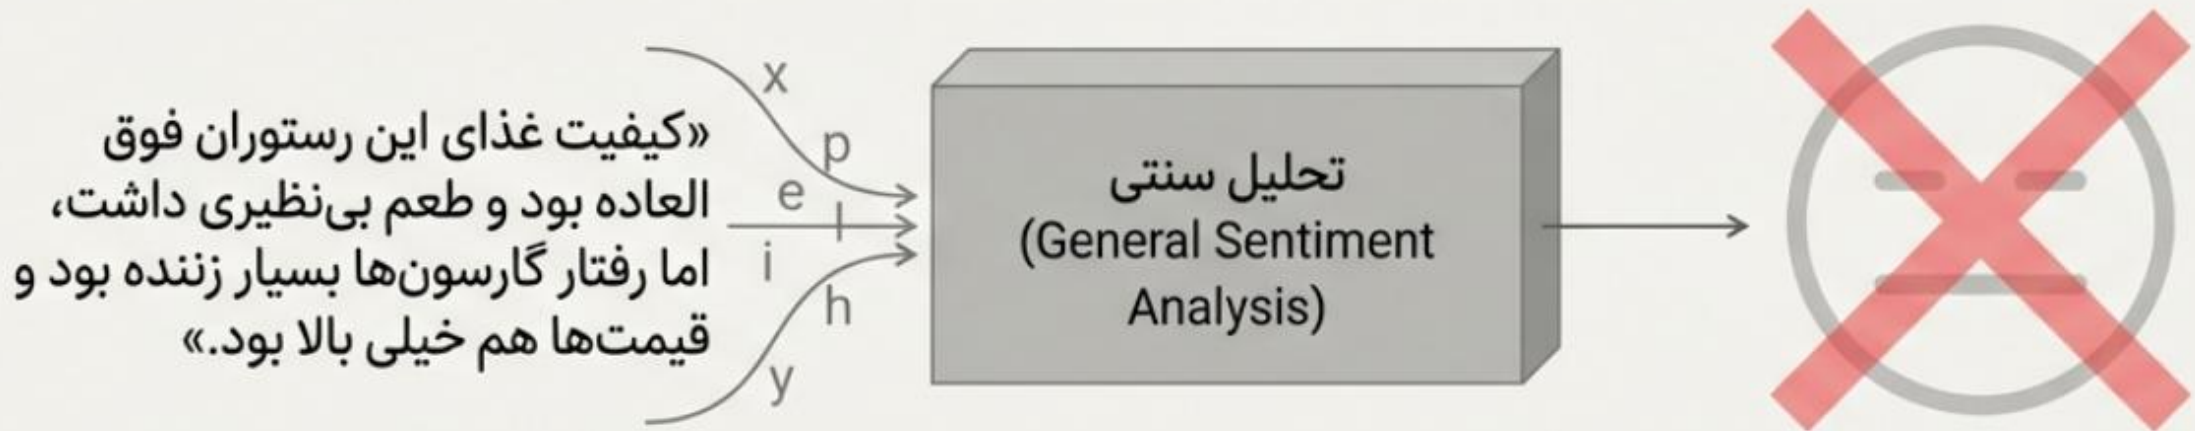 «کیفیت غذای این رستوران فوق
العاده بود و طعم بی‌نظیری داشت،
اما رفتار گارسون‌ها بسیار زننده بود و
قیمت‌ها هم خیلی بالا بود.»
x
p
e
l
i
h
y
تحلیل سنتی
(General Sentiment
Analysis)